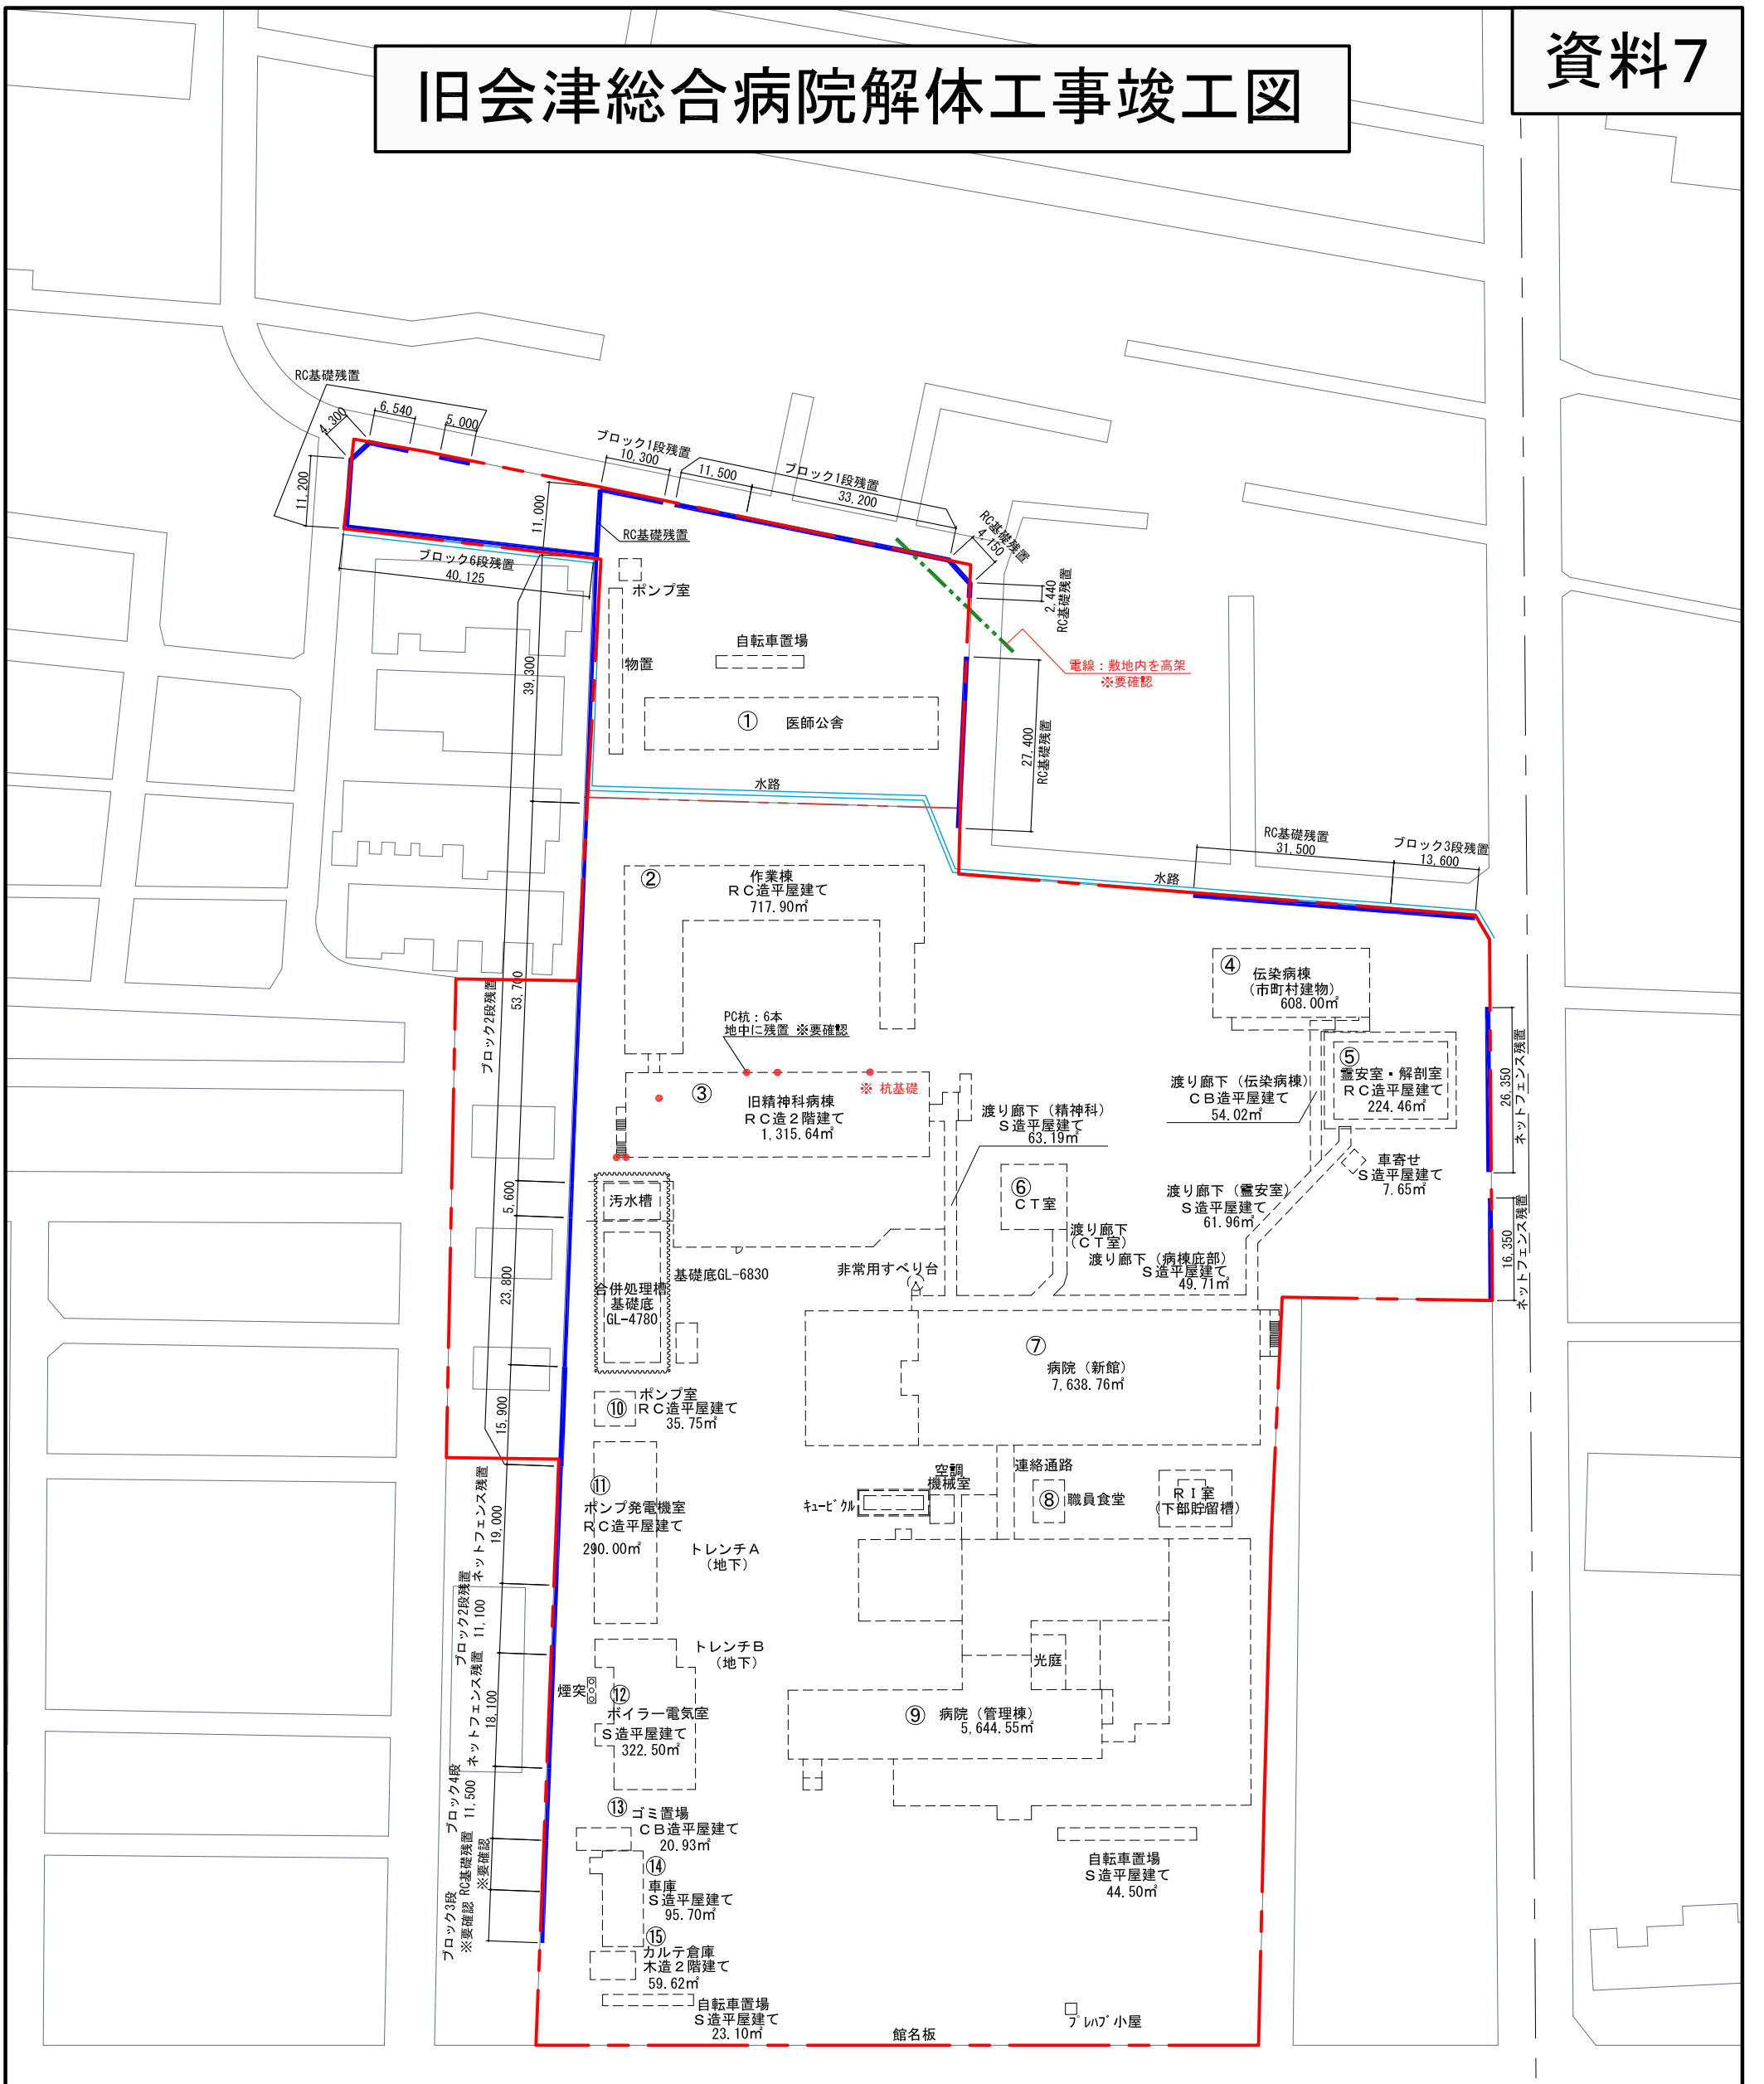 資料7
旧会津総合病院解体工事竣工図
RC基礎残置
4,300
6,540
5,000
11,200
ブロック1段残置
10,300
11,500
ブロック1段残置
33,200
11,000
RC基礎残置
RC基礎残置
4,150
2,440
RC基礎残置
ブロック6段残置
40,125
ポンプ室
自転車置場
物置
電線：敷地内を高架
※要確認
39,300
① 医師公舎
27,400
RC基礎残置
水路
RC基礎残置
31,500
ブロック3段残置
13,600
水路
②
作業棟
ＲＣ造平屋建て
717.90㎡
④
伝染病棟
(市町村建物)
608.00㎡
ブロック2段残置
53,700
PC杭：6本
地中に残置 ※要確認
26,350
ネットフェンス残置
⑤
霊安室・解剖室
ＲＣ造平屋建て
224.46㎡
渡り廊下（伝染病棟）
ＣＢ造平屋建て
54.02㎡
※ 杭基礎
③
旧精神科病棟
ＲＣ造２階建て
1,315.64㎡
渡り廊下（精神科）
Ｓ造平屋建て
63.19㎡
車寄せ
Ｓ造平屋建て
7.65㎡
⑥
ＣＴ室
渡り廊下（霊安室）
Ｓ造平屋建て
61.96㎡
16,350
ネットフェンス残置
5,600
汚水槽
渡り廊下
（ＣＴ室）
渡り廊下（病棟庇部）
Ｓ造平屋建て
49.71㎡
非常用すべり台
基礎底GL-6830
23,800
合併処理槽
基礎底
GL-4780
⑦
病院（新館）
7,638.76㎡
15,900
⑩
ポンプ室
ＲＣ造平屋建て
35.75㎡
空調
機械室
連絡通路
ｷｭｰﾋﾞｸﾙ
⑧ 職員食堂
ＲＩ室
(下部貯留槽)
⑪
ポンプ発電機室
ＲＣ造平屋建て
290.00㎡
ネットフェンス残置
19,000
トレンチＡ
（地下）
ブロック2段残置
11,100
トレンチＢ
（地下）
光庭
煙突
⑫
ボイラー電気室
Ｓ造平屋建て
322.50㎡
ネットフェンス残置
18,100
⑨ 病院（管理棟）
5,644.55㎡
ブロック4段
11,500
RC基礎残置
※要確認
⑬ ゴミ置場
ＣＢ造平屋建て
20.93㎡
⑭
車庫
Ｓ造平屋建て
95.70㎡
自転車置場
Ｓ造平屋建て
44.50㎡
ブロック3段
※要確認
⑮
カルテ倉庫
木造２階建て
59.62㎡
自転車置場
Ｓ造平屋建て
23.10㎡
ﾌﾟﾚﾊﾌﾞ小屋
館名板